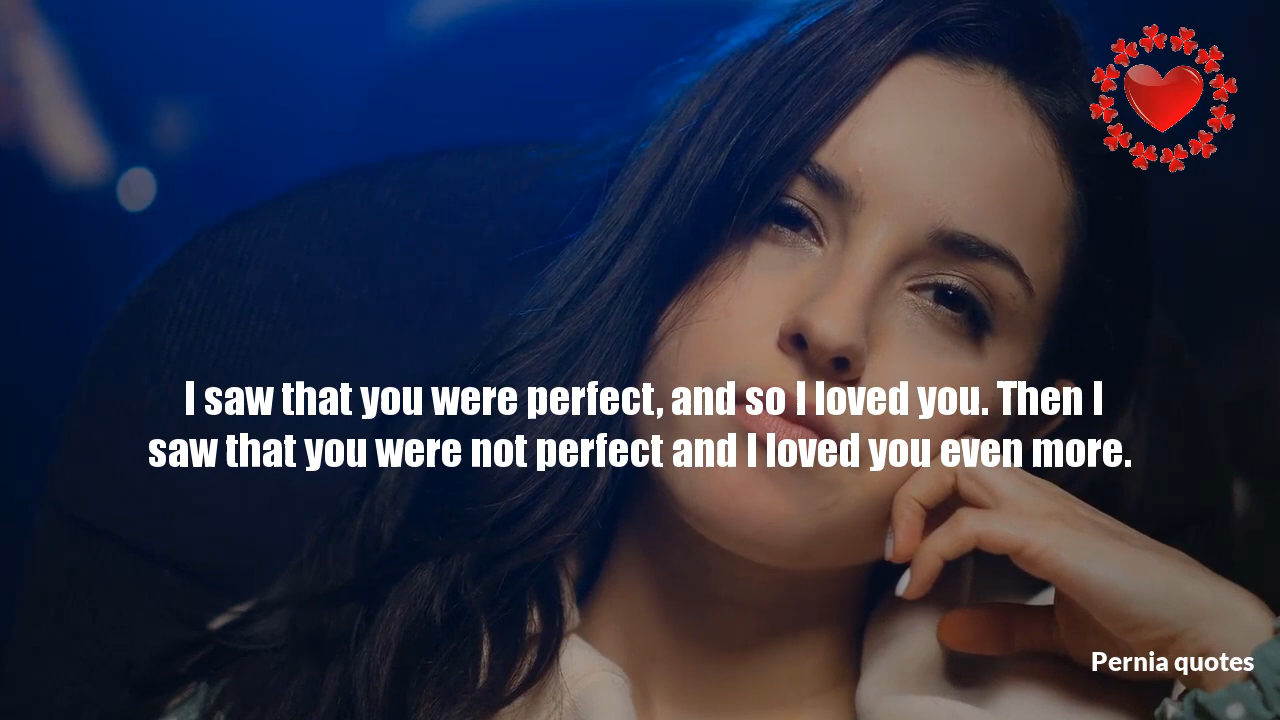 I saw that you were perfect, and so I loved you. Then I
saw that you were not perfect and I loved you even more.
Pernia quotes